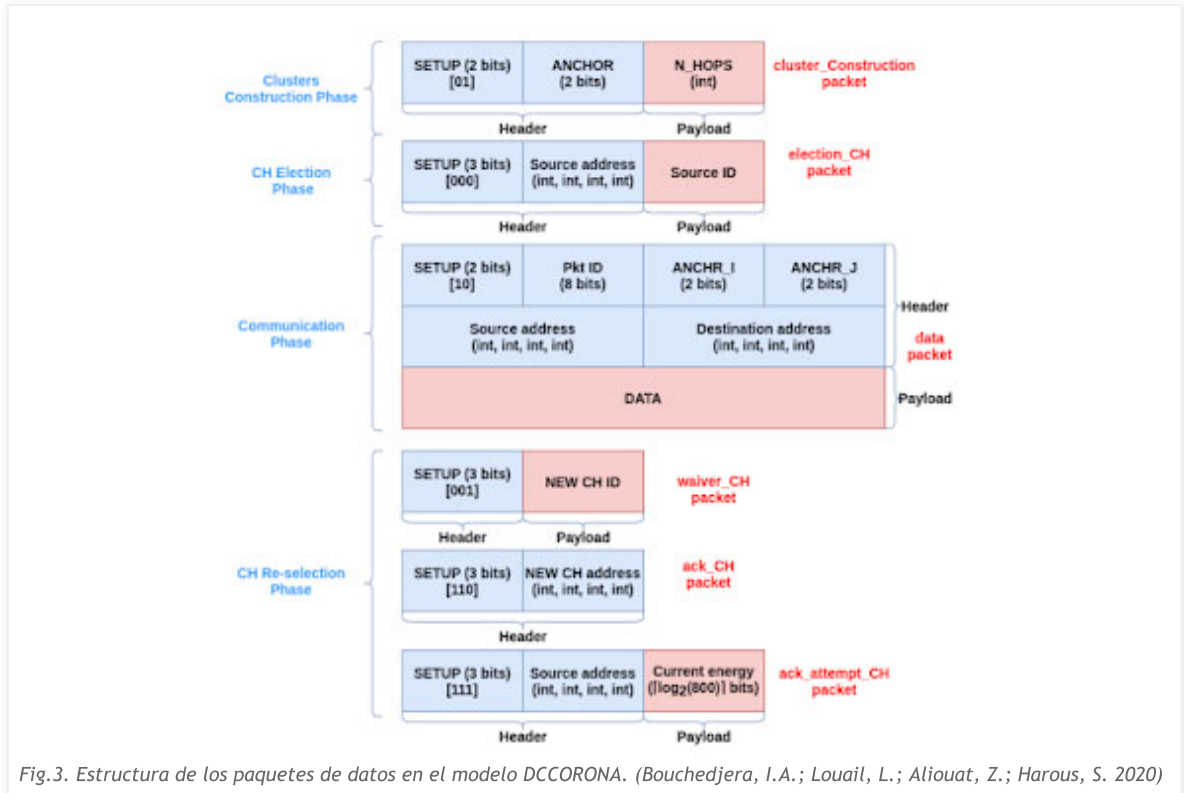 Clusters
Construction Phase
SETUP (2 bits)
[01]
ANCHOR
(2 bits)
N_HOPS
(int)
cluster_Construction
packet
Header
Payload
CH Election
Phase
SETUP (3 bits)
[000]
Source address
(int, int, int, int)
Source ID
election_CH
packet
Header
Payload
Communication
Phase
SETUP (2 bits)
[10]
Pkt ID
(8 bits)
ANCHR_I
(2 bits)
ANCHR_J
(2 bits)
Source address
(int, int, int, int)
Destination address
(int, int, int, int)
Header
data
packet
DATA
Payload
CH Re-selection
Phase
SETUP (3 bits)
[001]
NEW CH ID
waiver_CH
packet
Header
Payload
SETUP (3 bits)
[110]
NEW CH address
(int, int, int, int)
ack_CH
packet
Header
SETUP (3 bits)
[111]
Source address
(int, int, int, int)
Current energy
(⌈log₂(800)⌉ bits)
ack_attempt_CH
packet
Header
Payload
Fig.3. Estructura de los paquetes de datos en el modelo DCCORONA. (Bouchedjera, I.A.; Louail, L.; Aliouat, Z.; Harous, S. 2020)